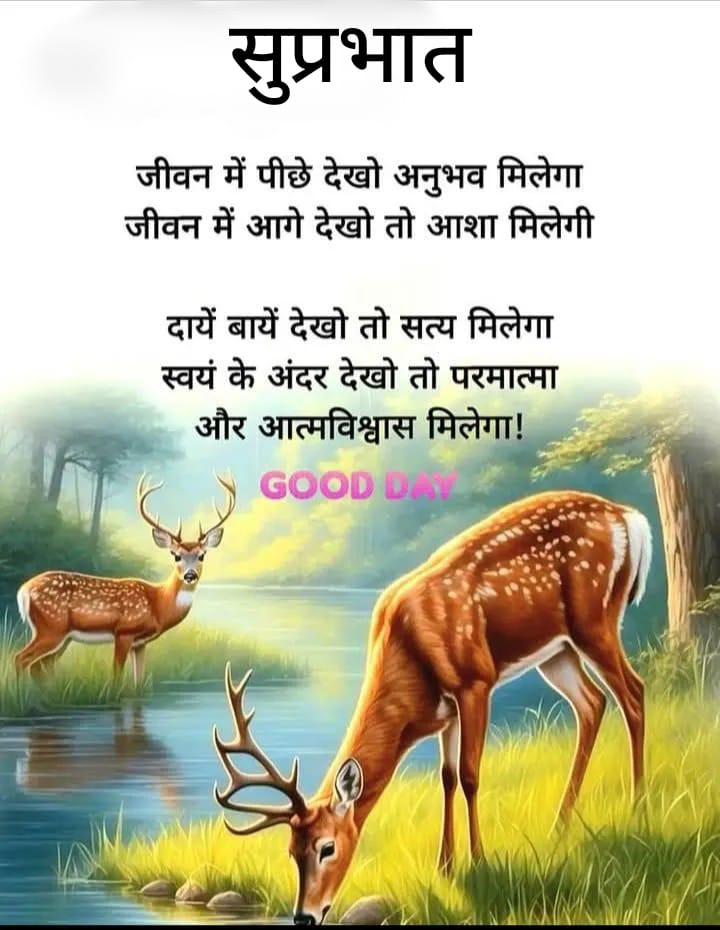 सुप्रभात
जीवन में पीछे देखो अनुभव मिलेगा
जीवन में आगे देखो तो आशा मिलेगी
दायें बायें देखो तो सत्य मिलेगा
स्वयं के अंदर देखो तो परमात्मा
और आत्मविश्वास मिलेगा!
GOOD DAY